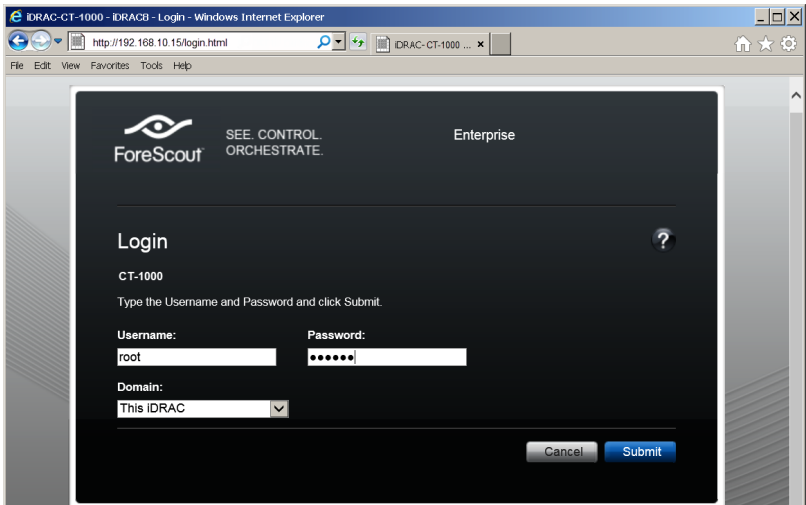 iDRAC-CT-1000 - iDRAC8 - Login - Windows Internet Explorer
http://192.168.10.15/login.html
iDRAC- CT-1000 ...
File Edit View Favorites Tools Help
ForeScout
SEE. CONTROL.
ORCHESTRATE.
Enterprise
Login
?
CT-1000
Type the Username and Password and click Submit.
Username: Password:
root ●●●●●●
Domain:
This iDRAC
Cancel Submit